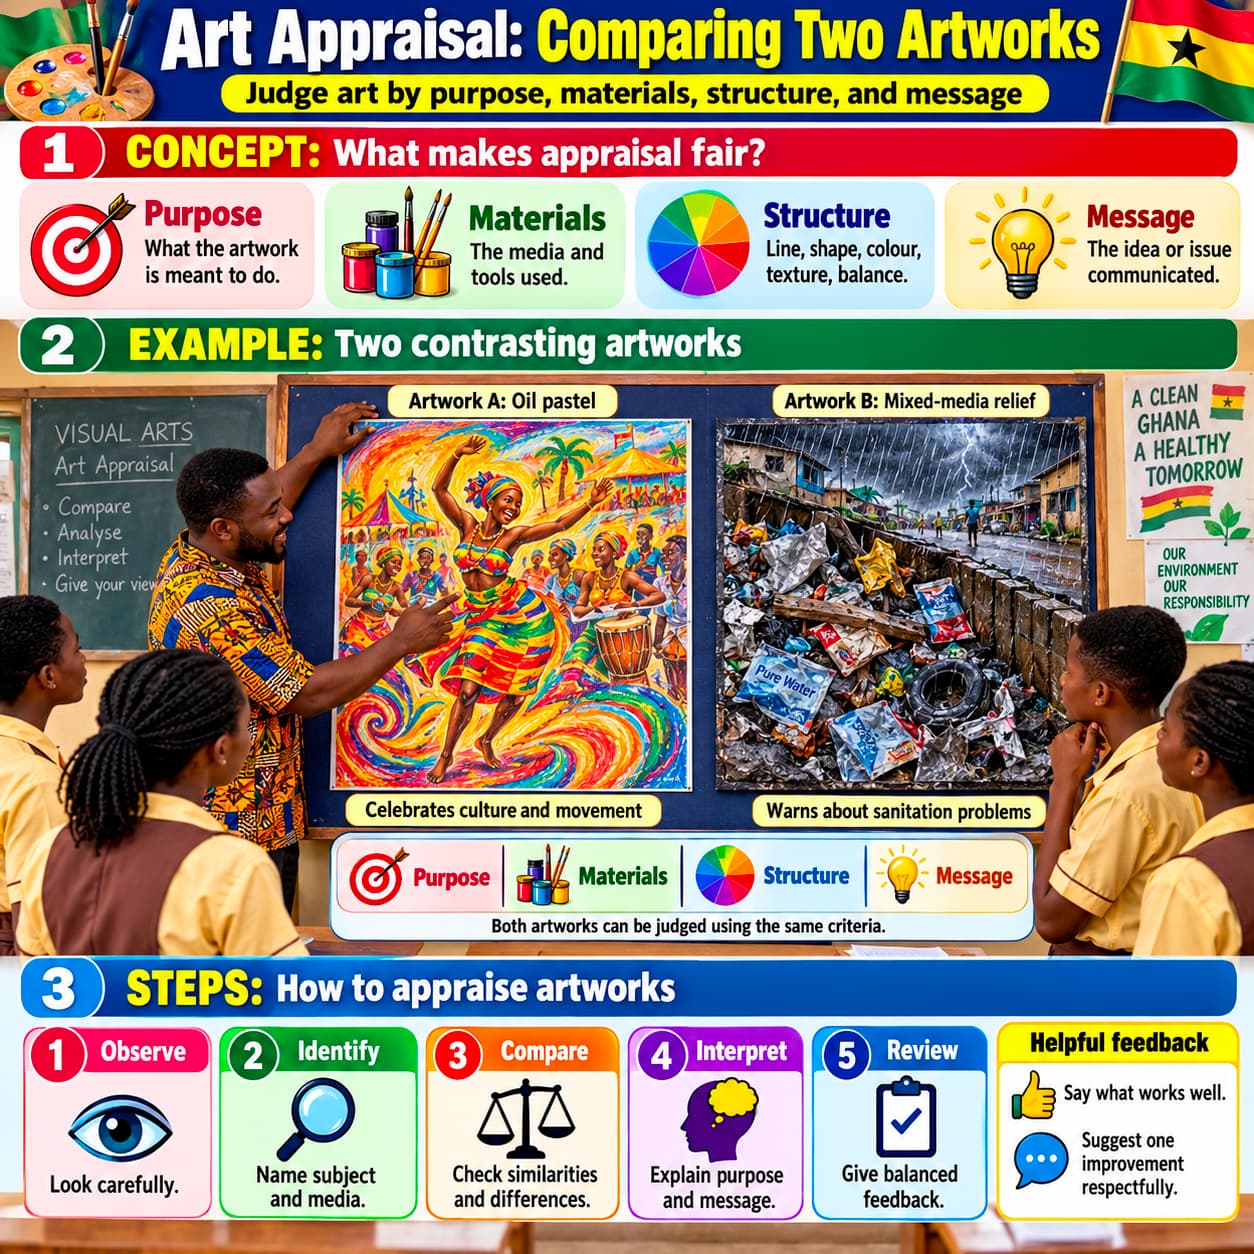 Art Appraisal: Comparing Two Artworks
Judge art by purpose, materials, structure, and message
1 CONCEPT: What makes appraisal fair?
Purpose
What the artwork
is meant to do.
Materials
The media and
tools used.
Structure
Line, shape, colour,
texture, balance.
Message
The idea or issue
communicated.
2 EXAMPLE: Two contrasting artworks
VISUAL ARTS
Art Appraisal
• Compare
• Analyse
• Interpret
• Give your view
Artwork A: Oil pastel
Artwork B: Mixed-media relief
Pure Water
A CLEAN
GHANA
A HEALTHY
TOMORROW
OUR
ENVIRONMENT
OUR
RESPONSIBILITY
Celebrates culture and movement
Warns about sanitation problems
Purpose
Materials
Structure
Message
Both artworks can be judged using the same criteria.
3 STEPS: How to appraise artworks
1 Observe
Look carefully.
2 Identify
Name subject
and media.
3 Compare
Check similarities
and differences.
4 Interpret
Explain purpose
and message.
5 Review
Give balanced
feedback.
Helpful feedback
Say what works well.
Suggest one
improvement
respectfully.